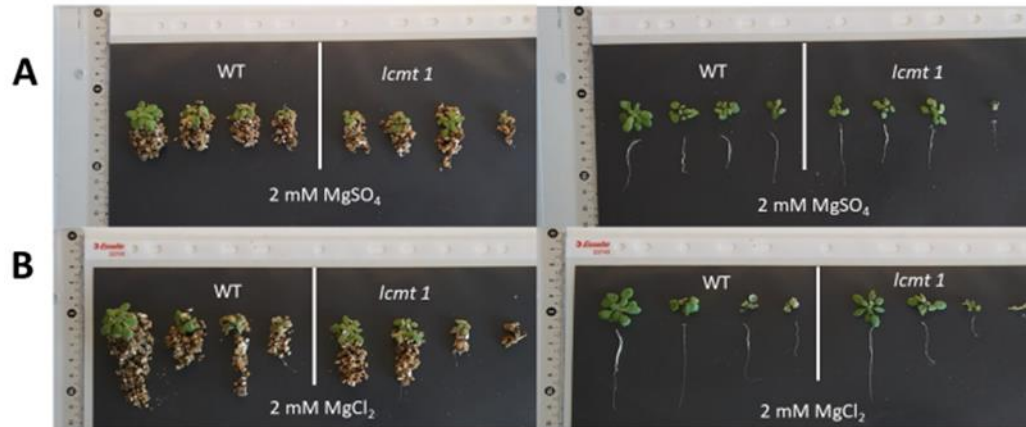 A
WT
lcmt 1
2 mM MgSO₄
WT
lcmt 1
2 mM MgSO₄
B
WT
lcmt 1
2 mM MgCl₂
WT
lcmt 1
2 mM MgCl₂